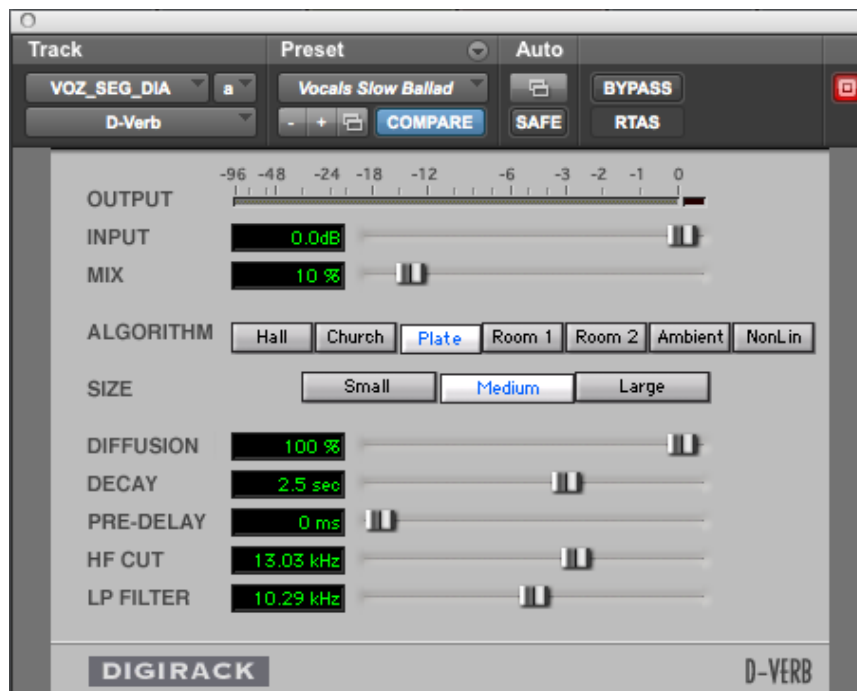 Track Preset Auto
VOZ_SEG_DIA a Vocals Slow Ballad BYPASS
D-Verb - + COMPARE SAFE RTAS
-96 -48 -24 -18 -12 -6 -3 -2 -1 0
OUTPUT
INPUT 0.0dB
MIX 10 %
ALGORITHM Hall Church Plate Room 1 Room 2 Ambient NonLin
SIZE Small Medium Large
DIFFUSION 100 %
DECAY 2.5 sec
PRE-DELAY 0 ms
HF CUT 13.03 kHz
LP FILTER 10.29 kHz
DIGIRACK D-VERB